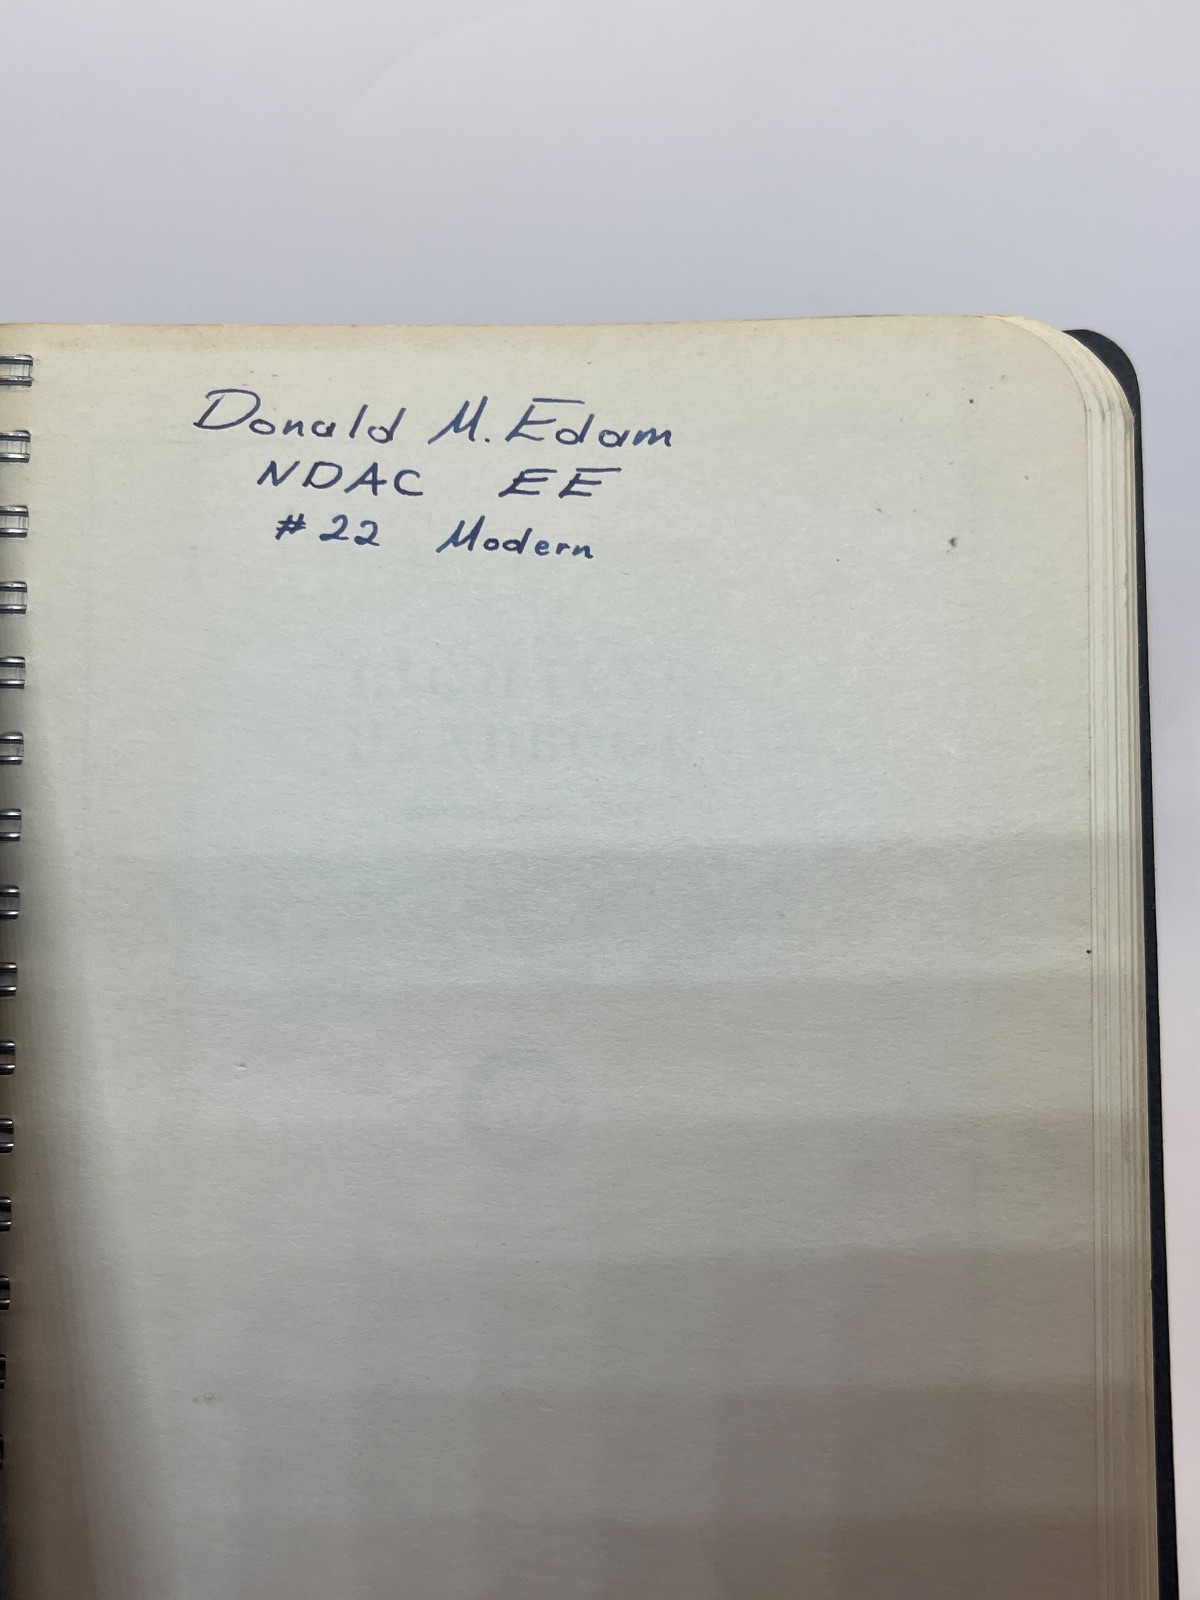 Donald M. Edam
NDAC EE
#22 Modern